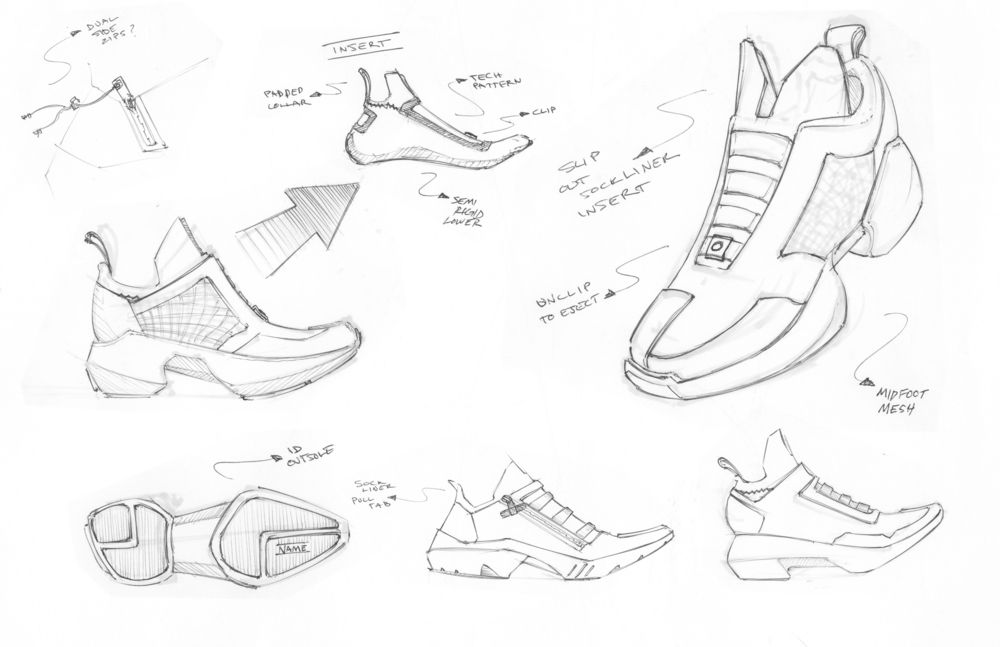 DUAL
SIDE
ZIPS?
INSERT
PADDED
COLLAR
TECH
PATTERN
CLIP
SEMI
RIGID
LOWER
SLIP
OUT
SOCKLINER
INSERT
UNCLIP
TO EJECT
MIDFOOT
MESH
ID
OUTSOLE
NAME
SOCK
LINER
PULL
TAB